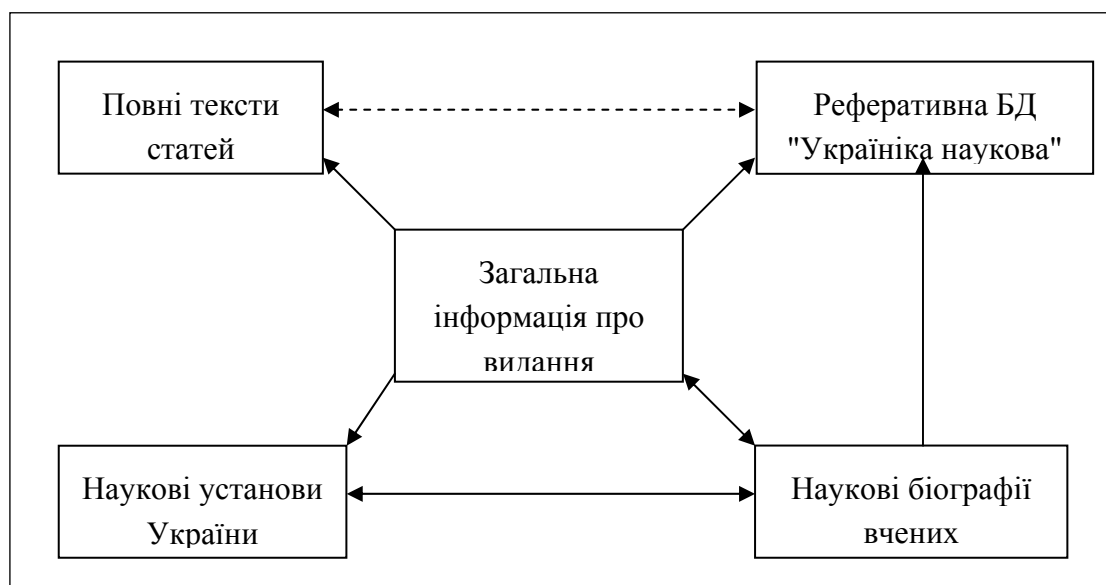 Повні тексти
статей
Реферативна БД
"Україніка наукова"
Загальна
інформація про
видання
Наукові установи
України
Наукові біографії
вчених